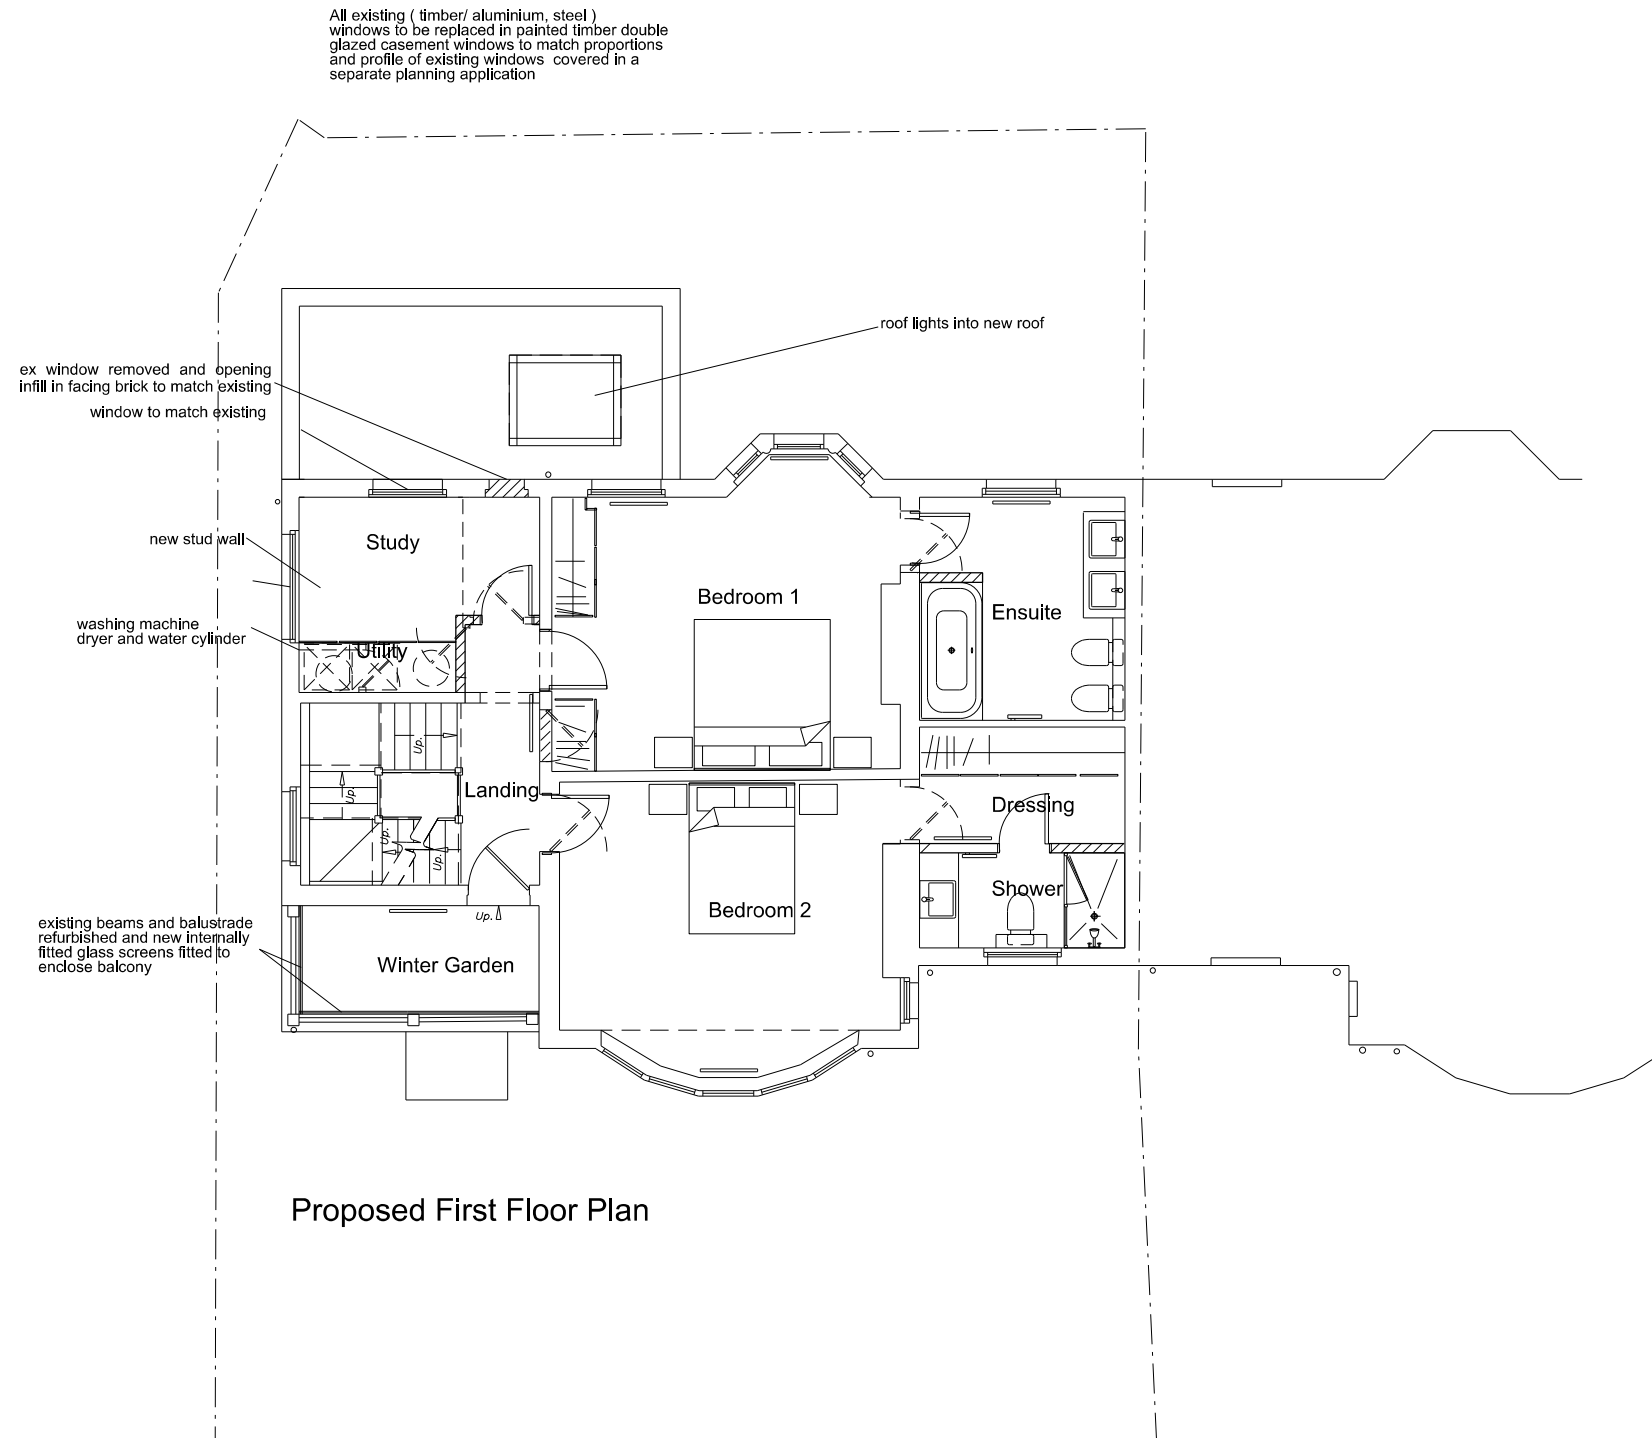 All existing ( timber/ aluminium, steel )
windows to be replaced in painted timber double
glazed casement windows to match proportions
and profile of existing windows  covered in a
separate planning application
roof lights into new roof
ex  window  removed  and  opening
infill in facing brick to match existing
window to match existing
new stud wall
Study
Bedroom 1
Ensuite
washing machine
dryer and water cylinder
Utility
Up.
Up.
Landing
Dressing
Up.
Up.
Shower
Bedroom 2
Up.
existing beams and balustrade
refurbished and new internally
fitted glass screens fitted to
enclose balcony
Winter Garden
Proposed First Floor Plan